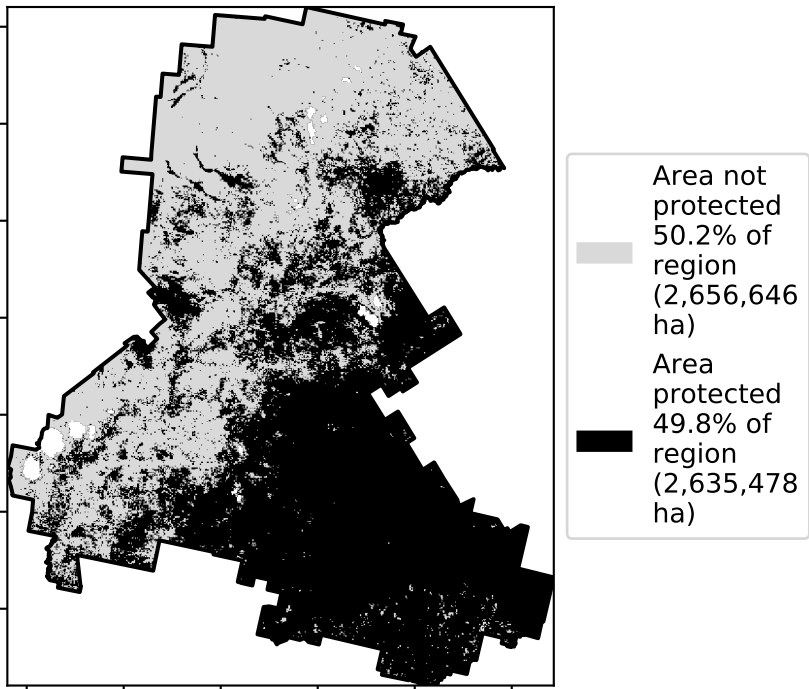 Area not
protected
50.2% of
region
(2,656,646
ha)
Area
protected
49.8% of
region
(2,635,478
ha)